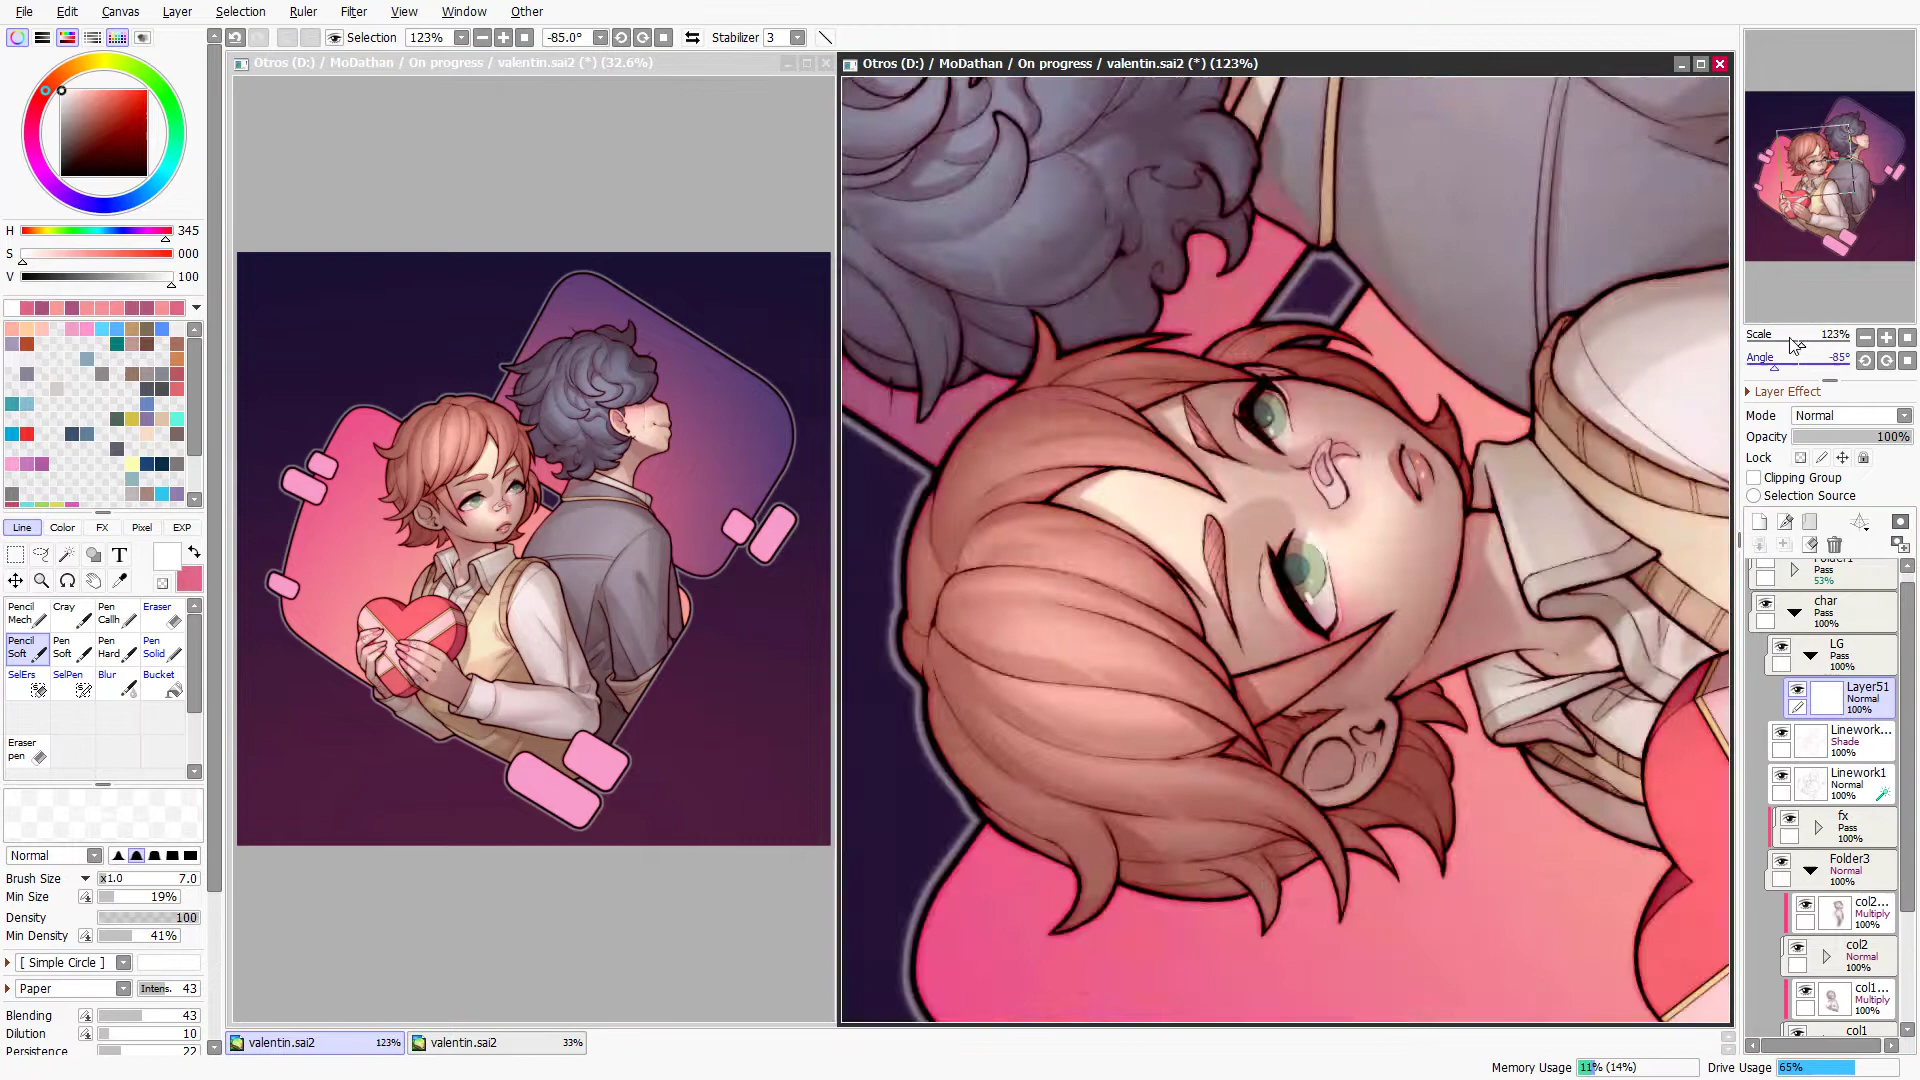 File Edit Canvas Layer Selection Ruler Filter View Window Other
Selection 123% -85.0° Stabilizer 3
Otros (D:) / MoDathan / On progress / valentin.sai2 (*) (32.6%)
Otros (D:) / MoDathan / On progress / valentin.sai2 (*) (123%)
H 345
S 000
V 100
Line Color FX Pixel EXP
T
Pencil Mech
Cray
Pen Callh
Eraser
Pencil Soft
Pen Soft
Pen Hard
Pen Solid
SelErs SelPen Blur Bucket
Eraser pen
Normal
Brush Size x1.0 7.0
Min Size 19%
Density 100
Min Density 41%
[ Simple Circle ]
Paper Intens. 43
Blending 43
Dilution 10
Persistence 22
valentin.sai2 123%
valentin.sai2 33%
Scale 123%
Angle -85°
Layer Effect
Mode Normal
Opacity 100%
Lock
Clipping Group
Selection Source
Folder1
Pass
53%
char
Pass
100%
LG
Pass
100%
Layer51
Normal
100%
Linework...
Shade
100%
Linework1
Normal
100%
fx
Pass
100%
Folder3
Normal
100%
col2...
Multiply
100%
col2
Normal
100%
col1...
Multiply
100%
col1
Memory Usage 11% (14%) Drive Usage 65%